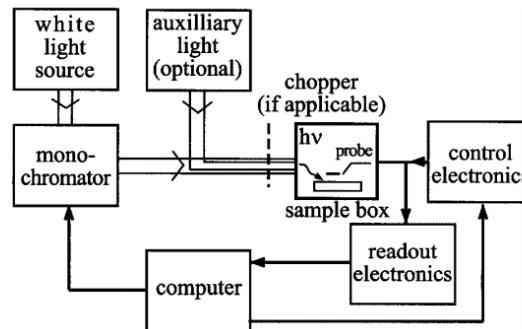 white
light
source
auxilliary
light
(optional)
chopper
(if applicable)
mono-
chromator
hν
probe
sample box
control
electronics
readout
electronics
computer